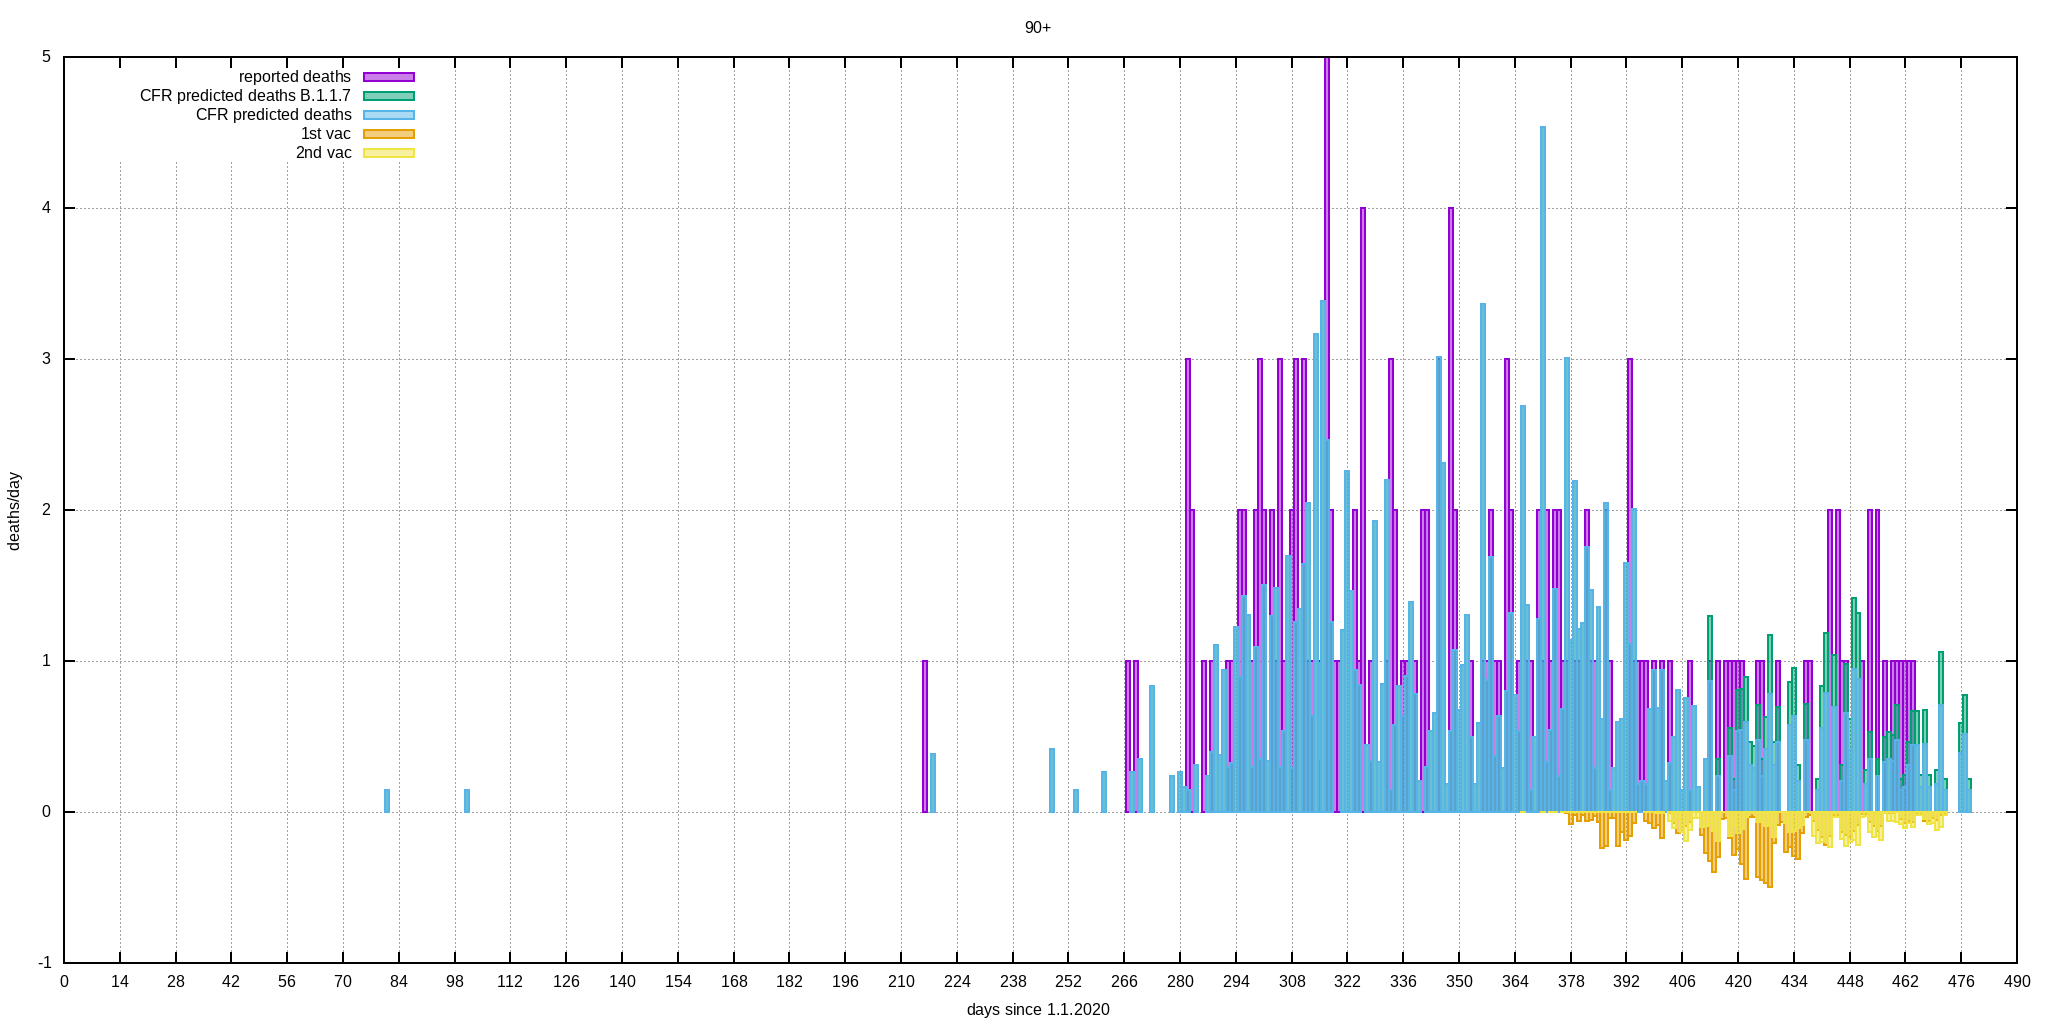 90+
reported deaths
CFR predicted deaths B.1.1.7
CFR predicted deaths
1st vac
2nd vac
5
4
3
2
1
0
-1
deaths/day
0 14 28 42 56 70 84 98 112 126 140 154 168 182 196 210 224 238 252 266 280 294 308 322 336 350 364 378 392 406 420 434 448 462 476 490
days since 1.1.2020